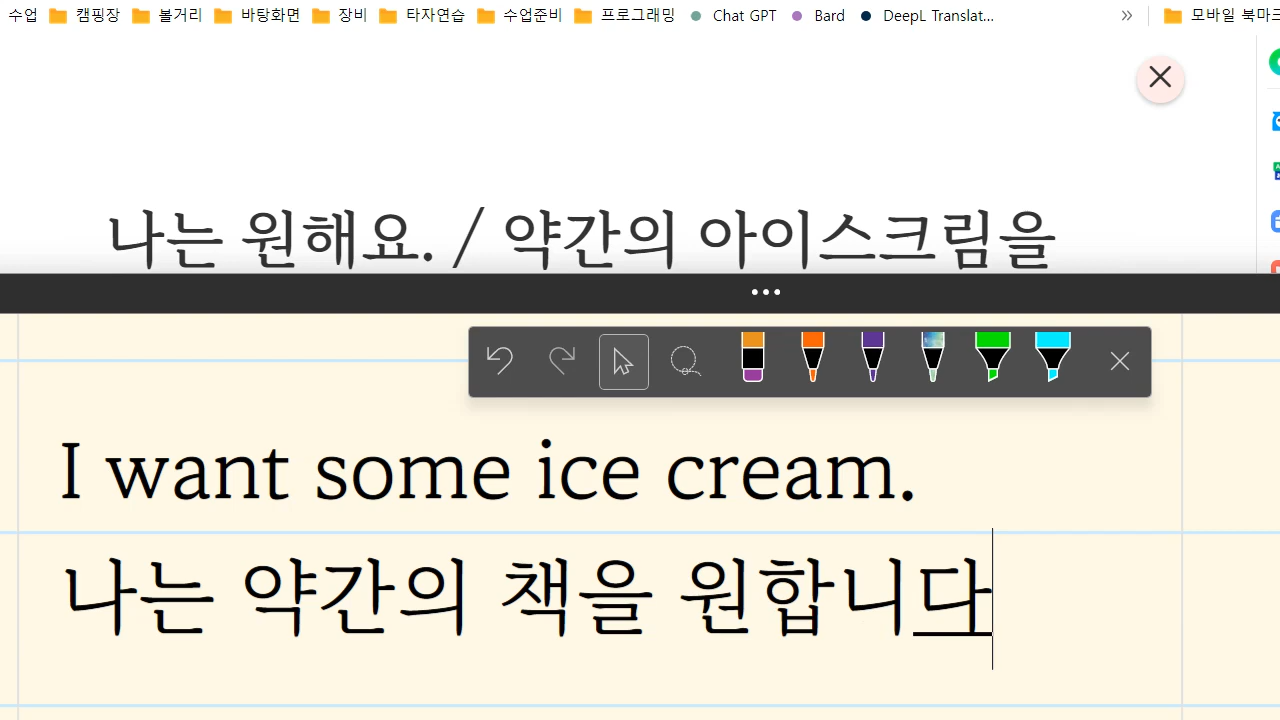 수업 캠핑장 볼거리 바탕화면 장비 타자연습 수업준비 프로그래밍 Chat GPT Bard DeepL Translat... » 모바일 북마크
나는 원해요. / 약간의 아이스크림을
I want some ice cream.
나는 약간의 책을 원합니다